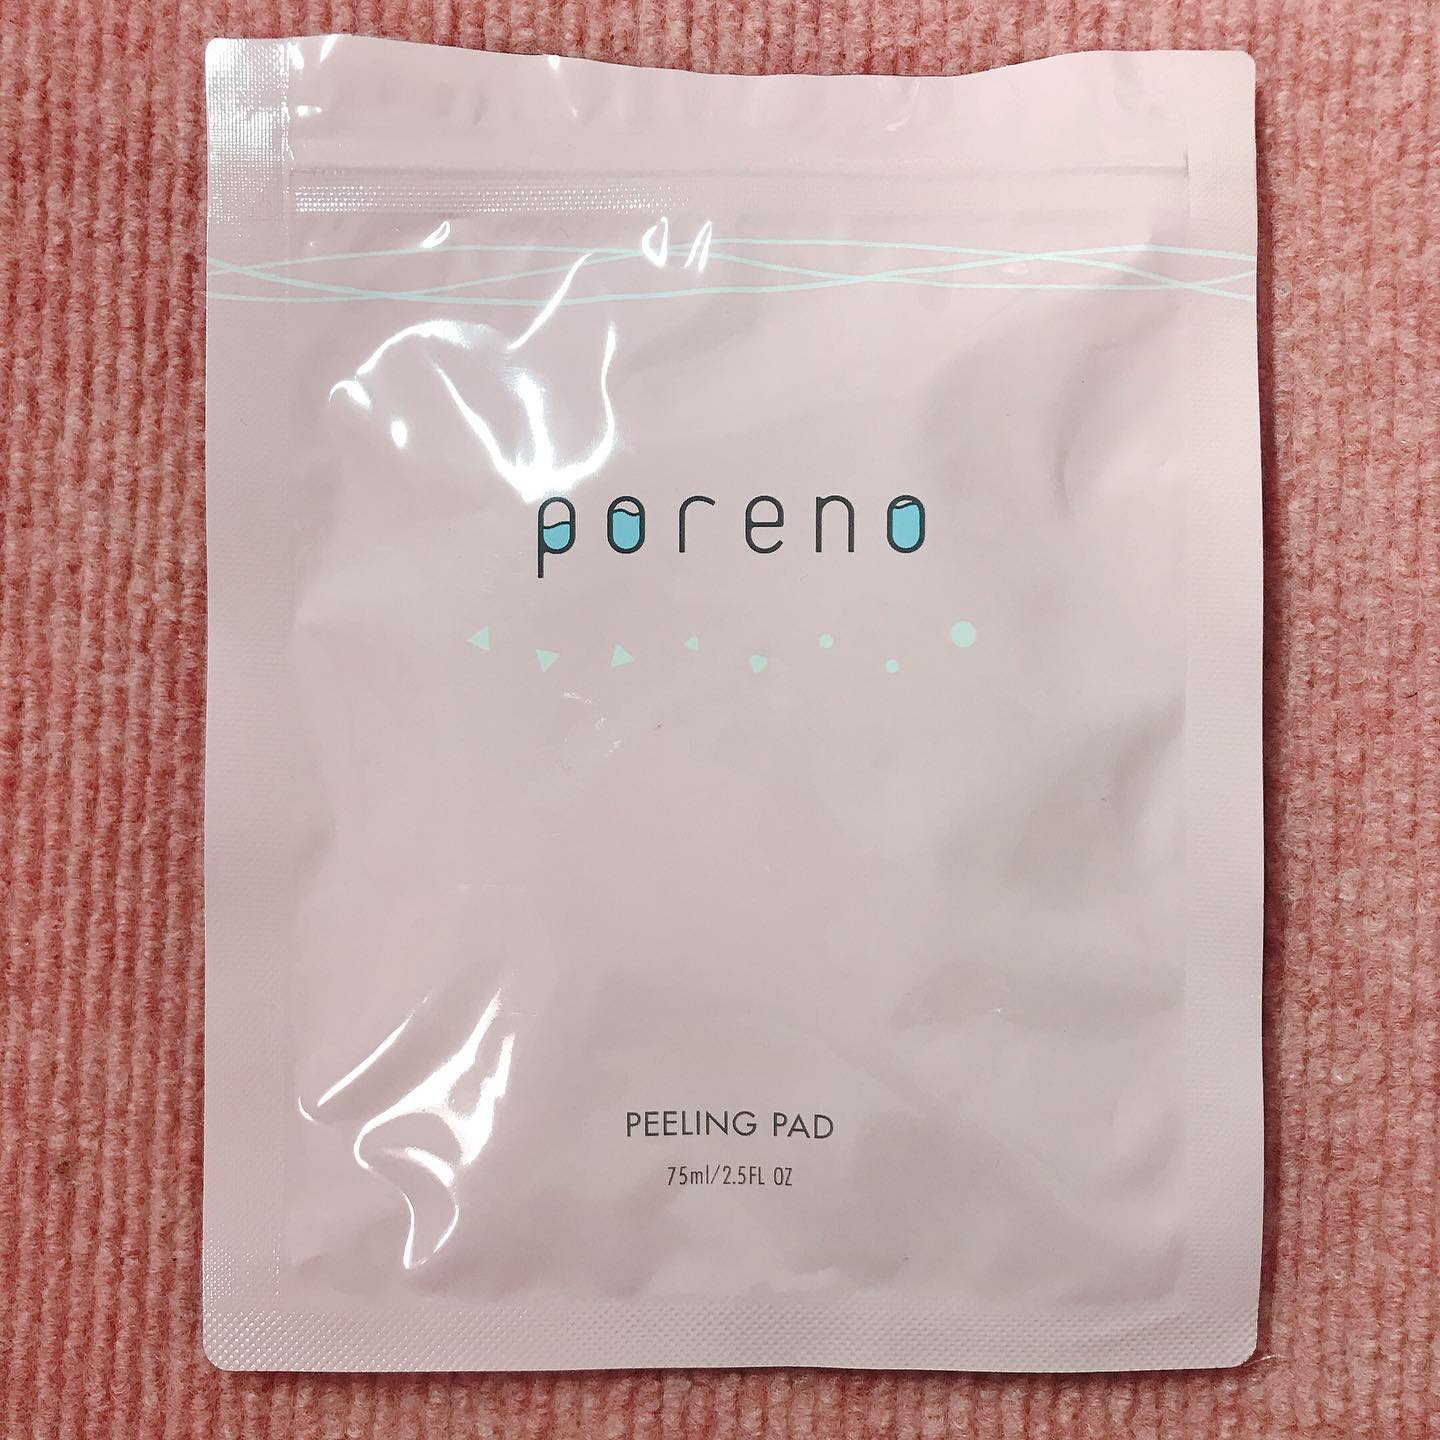 poreno
PEELING PAD
75ml/2.5FL OZ